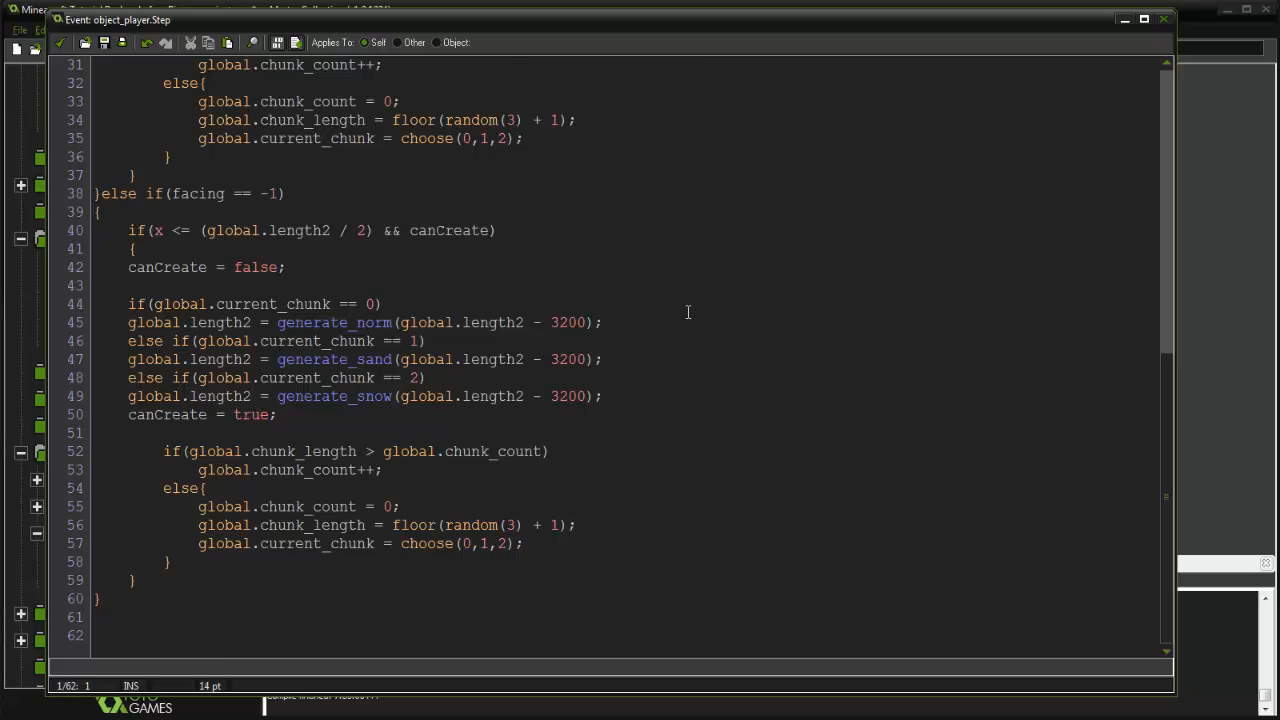 Event: object_player.Step
File
Applies To: Self Other Object:
31 global.chunk_count++;
32 else{
33 global.chunk_count = 0;
34 global.chunk_length = floor(random(3) + 1);
35 global.current_chunk = choose(0,1,2);
36 }
37 }
38 }else if(facing == -1)
39 {
40 if(x <= (global.length2 / 2) && canCreate)
41 {
42 canCreate = false;
43
44 if(global.current_chunk == 0)
45 global.length2 = generate_norm(global.length2 - 3200);
46 else if(global.current_chunk == 1)
47 global.length2 = generate_sand(global.length2 - 3200);
48 else if(global.current_chunk == 2)
49 global.length2 = generate_snow(global.length2 - 3200);
50 canCreate = true;
51
52 if(global.chunk_length > global.chunk_count)
53 global.chunk_count++;
54 else{
55 global.chunk_count = 0;
56 global.chunk_length = floor(random(3) + 1);
57 global.current_chunk = choose(0,1,2);
58 }
59 }
60 }
61
62
1/62: 1 INS 14 pt
GAMES